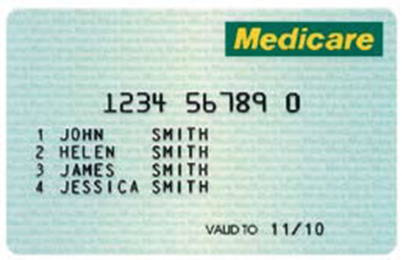 Medicare
1234 56789 0
1 JOHN SMITH
2 HELEN SMITH
3 JAMES SMITH
4 JESSICA SMITH
VALID TO 11/10